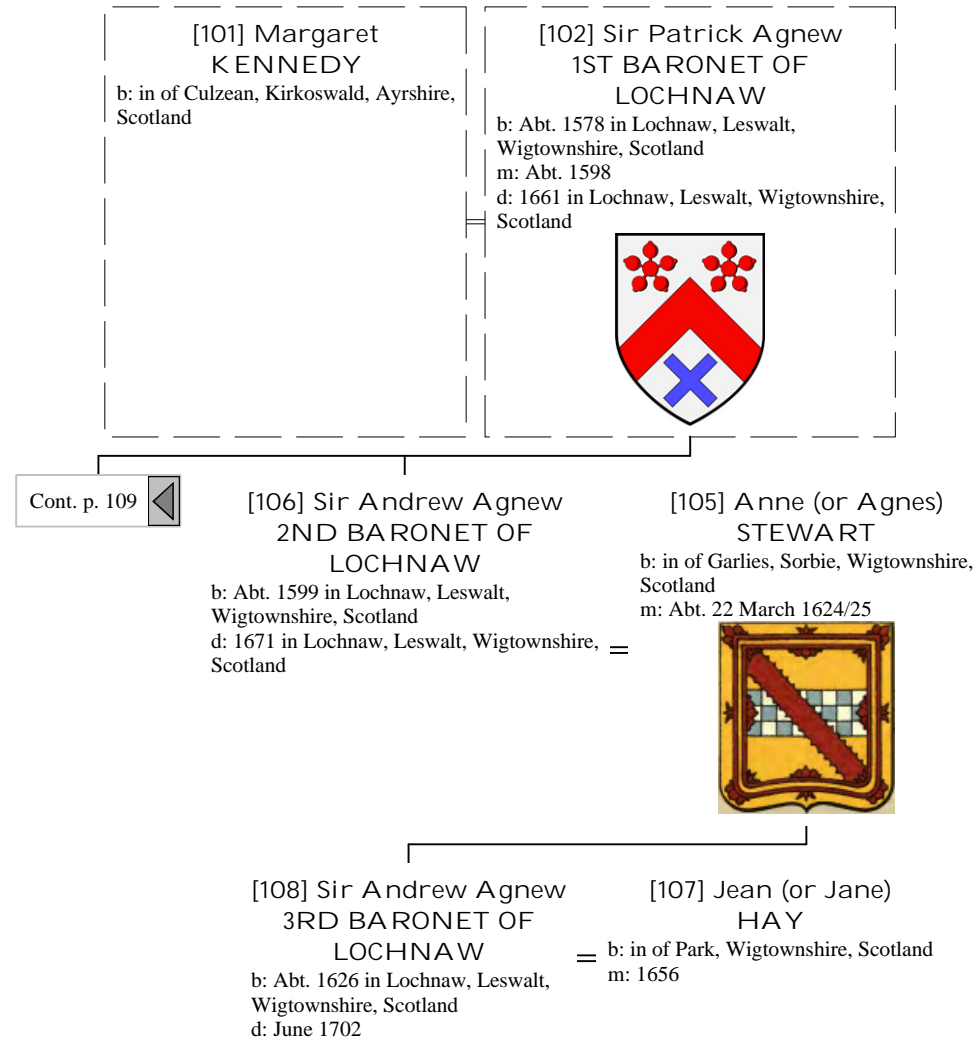 [101] Margaret
KENNEDY
b: in of Culzean, Kirkoswald, Ayrshire,
Scotland
[102] Sir Patrick Agnew
1ST BARONET OF
LOCHNAW
b: Abt. 1578 in Lochnaw, Leswalt,
Wigtownshire, Scotland
m: Abt. 1598
d: 1661 in Lochnaw, Leswalt, Wigtownshire,
Scotland
Cont. p. 109
[106] Sir Andrew Agnew
2ND BARONET OF
LOCHNAW
b: Abt. 1599 in Lochnaw, Leswalt,
Wigtownshire, Scotland
d: 1671 in Lochnaw, Leswalt, Wigtownshire,
Scotland
=
[105] Anne (or Agnes)
STEWART
b: in of Garlies, Sorbie, Wigtownshire,
Scotland
m: Abt. 22 March 1624/25
[108] Sir Andrew Agnew
3RD BARONET OF
LOCHNAW
b: Abt. 1626 in Lochnaw, Leswalt,
Wigtownshire, Scotland
d: June 1702
=
[107] Jean (or Jane)
HAY
b: in of Park, Wigtownshire, Scotland
m: 1656